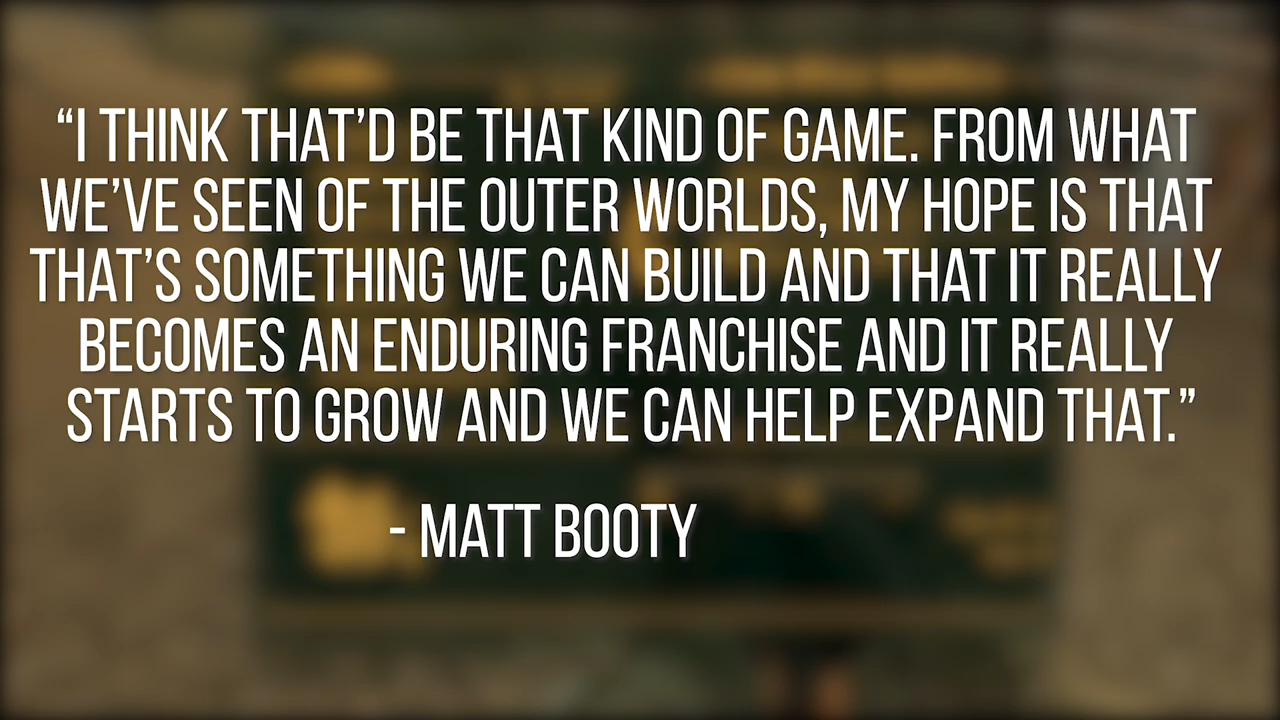 “I THINK THAT’D BE THAT KIND OF GAME. FROM WHAT
WE’VE SEEN OF THE OUTER WORLDS, MY HOPE IS THAT
THAT’S SOMETHING WE CAN BUILD AND THAT IT REALLY
BECOMES AN ENDURING FRANCHISE AND IT REALLY
STARTS TO GROW AND WE CAN HELP EXPAND THAT.”
- MATT BOOTY